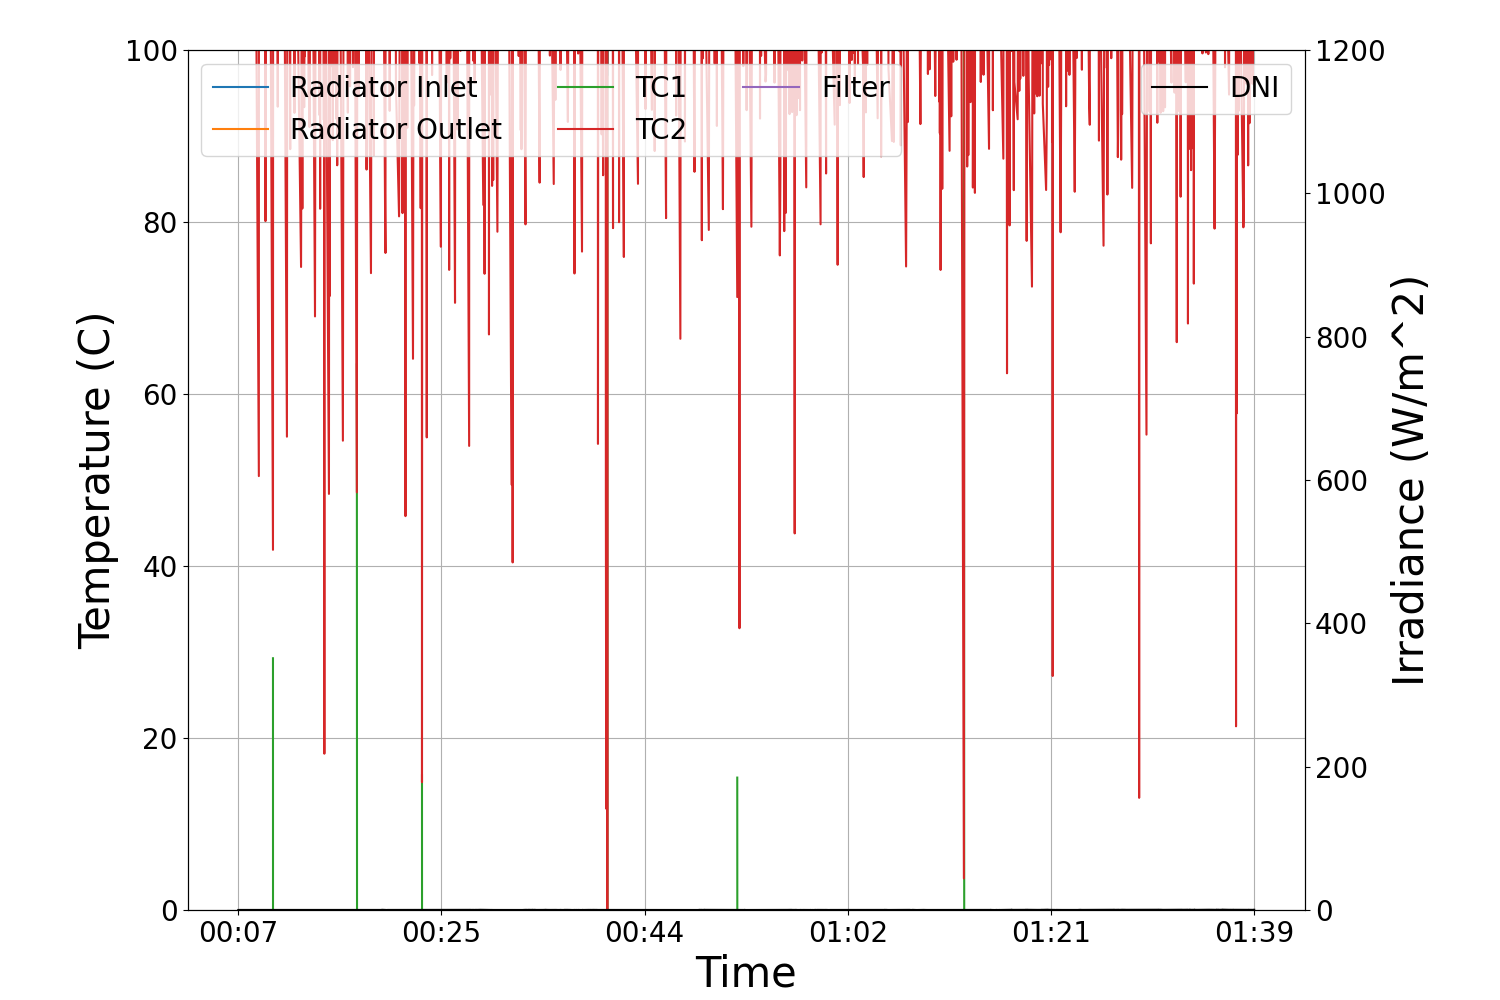 100
80
60
40
20
0
Temperature (C)
Radiator Inlet
Radiator Outlet
TC1
TC2
Filter
DNI
1200
1000
800
600
400
200
0
Irradiance (W/m^2)
00:07 00:25 00:44 01:02 01:21 01:39
Time